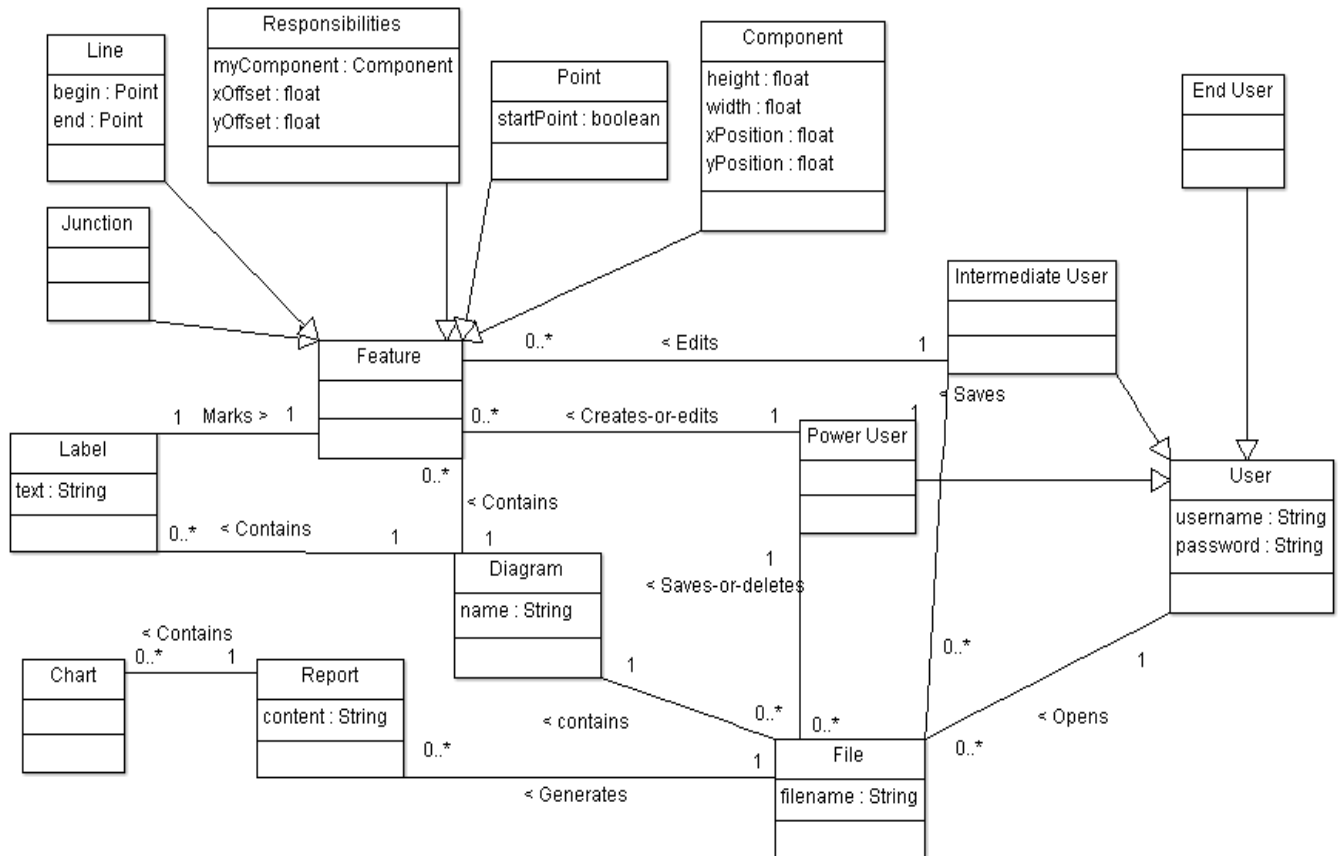 Responsibilities
myComponent : Component
xOffset : float
yOffset : float
Component
height : float
width : float
xPosition : float
yPosition : float
Line
begin : Point
end : Point
Point
startPoint : boolean
End User
Junction
Intermediate User
Feature
0..*
< Edits
1
< Saves
1
Marks >
1
0..*
< Creates-or-edits
1
1
Power User
Label
text : String
0..*
< Contains
User
username : String
password : String
0..*
< Contains
1
1
Diagram
name : String
1
< Saves-or-deletes
< Contains
0..*
1
Chart
Report
content : String
1
0..*
1
< contains
0..*
0..*
< Opens
0..*
0..*
1
File
filename : String
< Generates